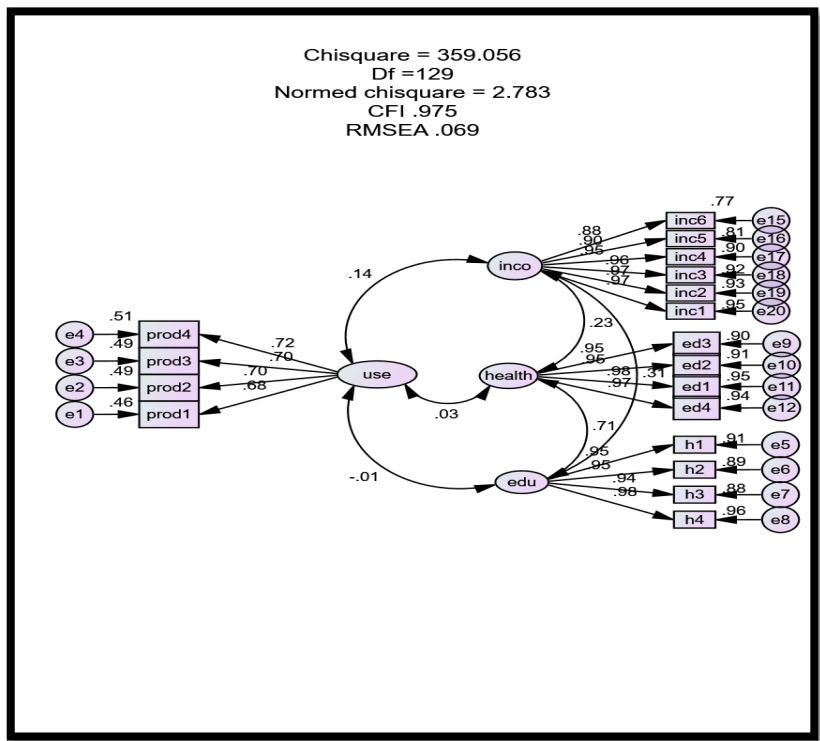 Chisquare = 359.056
Df =129
Normed chisquare = 2.783
CFI .975
RMSEA .069
.77
inc6
e15
.88
.81
inc5
e16
.90
.90
inc4
e17
.95
.92
inc3
e18
.96
.93
inc2
e19
.97
.95
inc1
e20
.97
inco
.14
.23
.51
e4
prod4
.72
.49
e3
prod3
.70
.49
e2
prod2
.70
.46
e1
prod1
.68
use
health
.03
-.01
.31
.71
.95
ed3
.90
e9
.95
ed2
.91
e10
.98
ed1
.95
e11
.97
ed4
.94
e12
edu
.95
h1
.91
e5
.95
h2
.89
e6
.94
h3
.88
e7
.98
h4
.96
e8